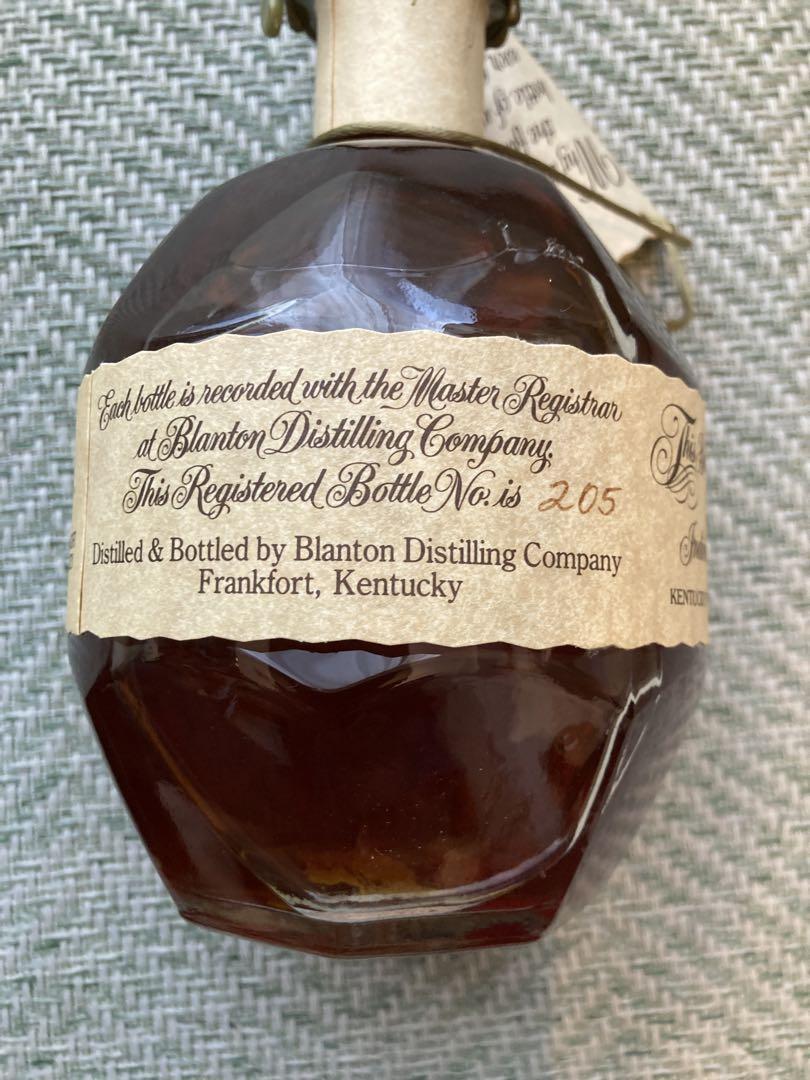 Each bottle is recorded with the Master Registrar
at Blanton Distilling Company.
This Registered Bottle No. is 205
Distilled & Bottled by Blanton Distilling Company
Frankfort, Kentucky
This